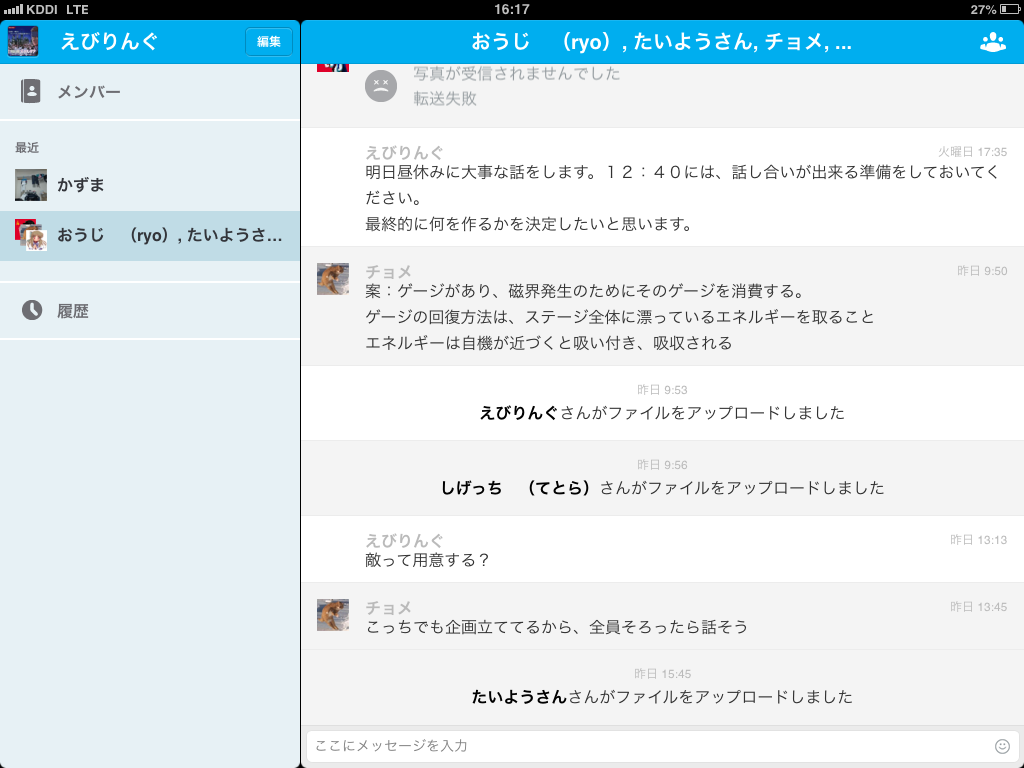 KDDI LTE
16:17
27%
えびりんぐ
編集
メンバー
最近
かずま
おうじ　（ryo）, たいようさ...
履歴
おうじ　（ryo）, たいようさん, チョメ, ...
写真が受信されませんでした
転送失敗
えびりんぐ
火曜日 17:35
明日昼休みに大事な話をします。１２：４０には、話し合いが出来る準備をしておいてく
ださい。
最終的に何を作るかを決定したいと思います。
チョメ
昨日 9:50
案：ゲージがあり、磁界発生のためにそのゲージを消費する。
ゲージの回復方法は、ステージ全体に漂っているエネルギーを取ること
エネルギーは自機が近づくと吸い付き、吸収される
昨日 9:53
えびりんぐさんがファイルをアップロードしました
昨日 9:56
しげっち　（てとら）さんがファイルをアップロードしました
えびりんぐ
昨日 13:13
敵って用意する？
チョメ
昨日 13:45
こっちでも企画立ててるから、全員そろったら話そう
昨日 15:45
たいようさんさんがファイルをアップロードしました
ここにメッセージを入力